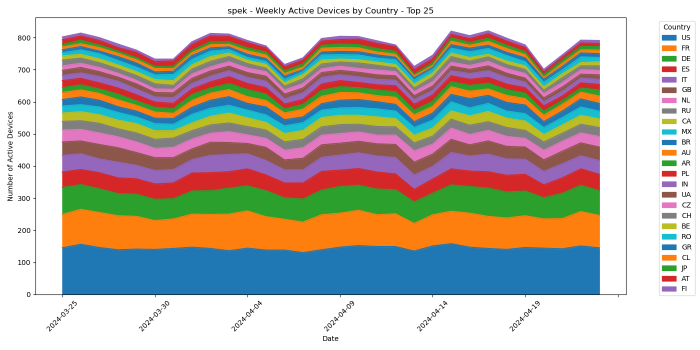 spek - Weekly Active Devices by Country - Top 25
Number of Active Devices
800
700
600
500
400
300
200
100
0
2024-03-25
2024-03-30
2024-04-04
2024-04-09
2024-04-14
2024-04-19
Date
Country
US
FR
DE
ES
IT
GB
NL
RU
CA
MX
BR
AU
AR
PL
IN
UA
CZ
CH
BE
RO
GR
CL
JP
AT
FI